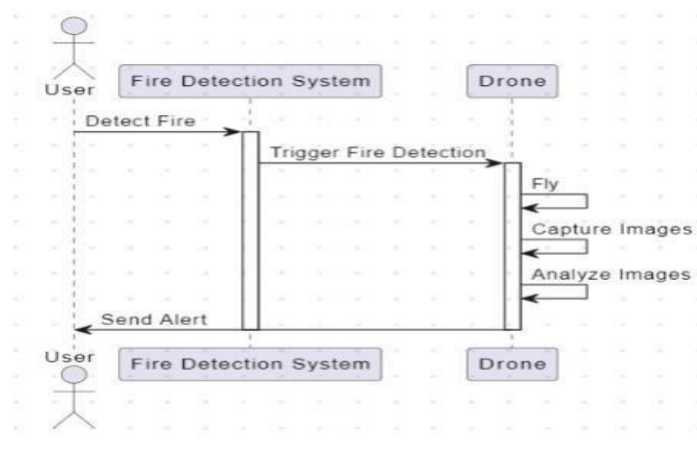 User
Fire Detection System
Drone
Detect Fire
Trigger Fire Detection
Fly
Capture Images
Analyze Images
Send Alert
User
Fire Detection System
Drone